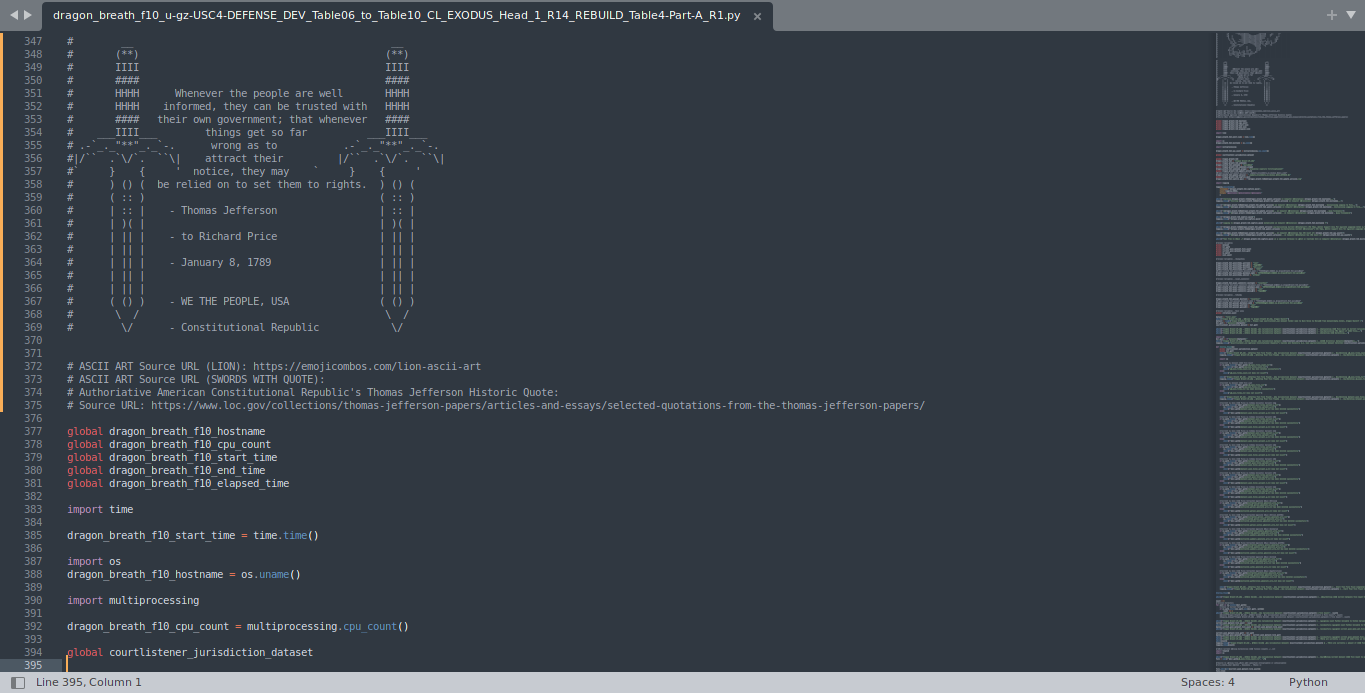 dragon_breath_f10_u-gz-USC4-DEFENSE_DEV_Table06_to_Table10_CL_EXODUS_Head_1_R14_REBUILD_Table4-Part-A_R1.py ×
347 #        __                                           __
348 #       (**)                                         (**)
349 #       IIII                                         IIII
350 #       ####                                         ####
351 #       HHHH      Whenever the people are well       HHHH
352 #       HHHH    informed, they can be trusted with   HHHH
353 #       ####   their own government; that whenever   ####
354 #    ___IIII___        things get so far          ___IIII___
355 # .-`_._"**"_._`-.      wrong as to           .-`_._"**"_._`-.
356 #|/``  .`\/`.  ``\|    attract their         |/``  .`\/`.  ``\|
357 #`     }    {     '  notice, they may    `     }    {     '
358 #      ) () (  be relied on to set them to rights.  ) () (
359 #      ( :: )                                       ( :: )
360 #      | :: |    - Thomas Jefferson                 | :: |
361 #      | )( |                                       | )( |
362 #      | || |    - to Richard Price                 | || |
363 #      | || |                                       | || |
364 #      | || |    - January 8, 1789                  | || |
365 #      | || |                                       | || |
366 #      | || |                                       | || |
367 #      ( () )    - WE THE PEOPLE, USA               ( () )
368 #       \  /                                         \  /
369 #        \/      - Constitutional Republic            \/
370
371
372 # ASCII ART Source URL (LION): https://emojicombos.com/lion-ascii-art
373 # ASCII ART Source URL (SWORDS WITH QUOTE):
374 # Authoriative American Constitutional Republic's Thomas Jefferson Historic Quote:
375 # Source URL: https://www.loc.gov/collections/thomas-jefferson-papers/articles-and-essays/selected-quotations-from-the-thomas-jefferson-papers/
376
377 global dragon_breath_f10_hostname
378 global dragon_breath_f10_cpu_count
379 global dragon_breath_f10_start_time
380 global dragon_breath_f10_end_time
381 global dragon_breath_f10_elapsed_time
382
383 import time
384
385 dragon_breath_f10_start_time = time.time()
386
387 import os
388 dragon_breath_f10_hostname = os.uname()
389
390 import multiprocessing
391
392 dragon_breath_f10_cpu_count = multiprocessing.cpu_count()
393
394 global courtlistener_jurisdiction_dataset
395
Line 395, Column 1
Spaces: 4
Python